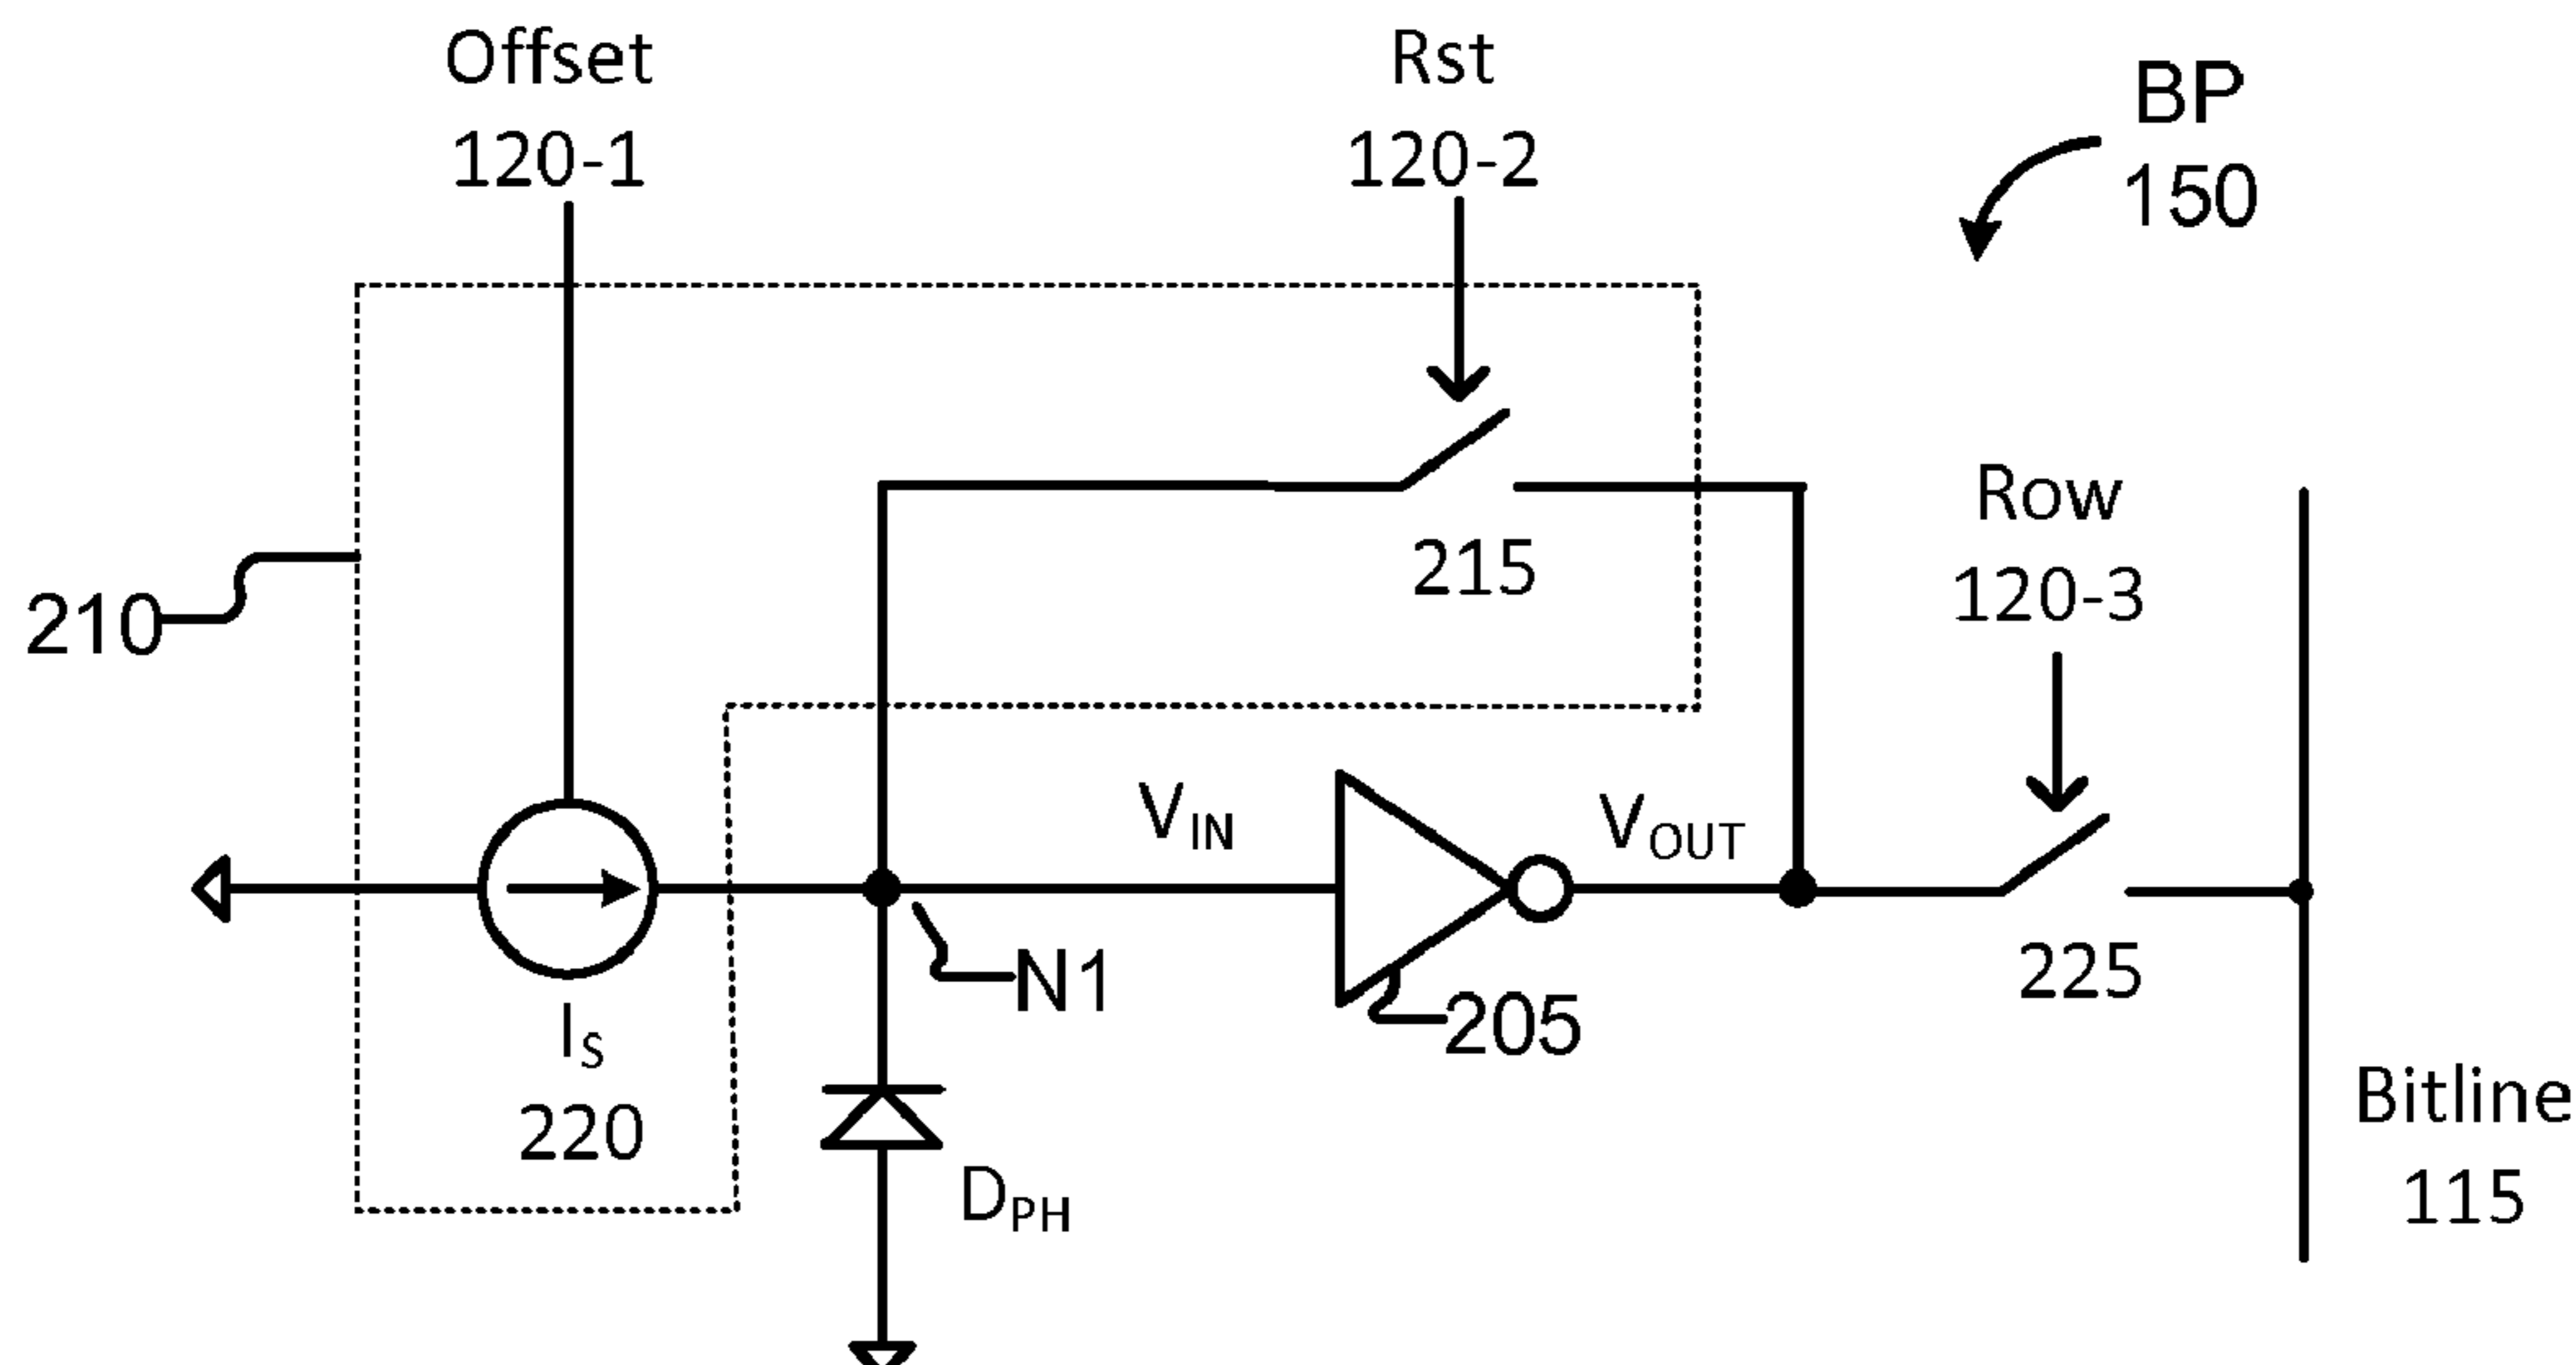 Offset
120-1
Rst
120-2
BP
150
210
215
Row
120-3
V_IN
V_OUT
N1
205
225
I_S
220
D_PH
Bitline
115